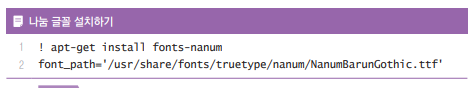 나눔 글꼴 설치하기
1 ! apt-get install fonts-nanum
2 font_path='/usr/share/fonts/truetype/nanum/NanumBarunGothic.ttf'